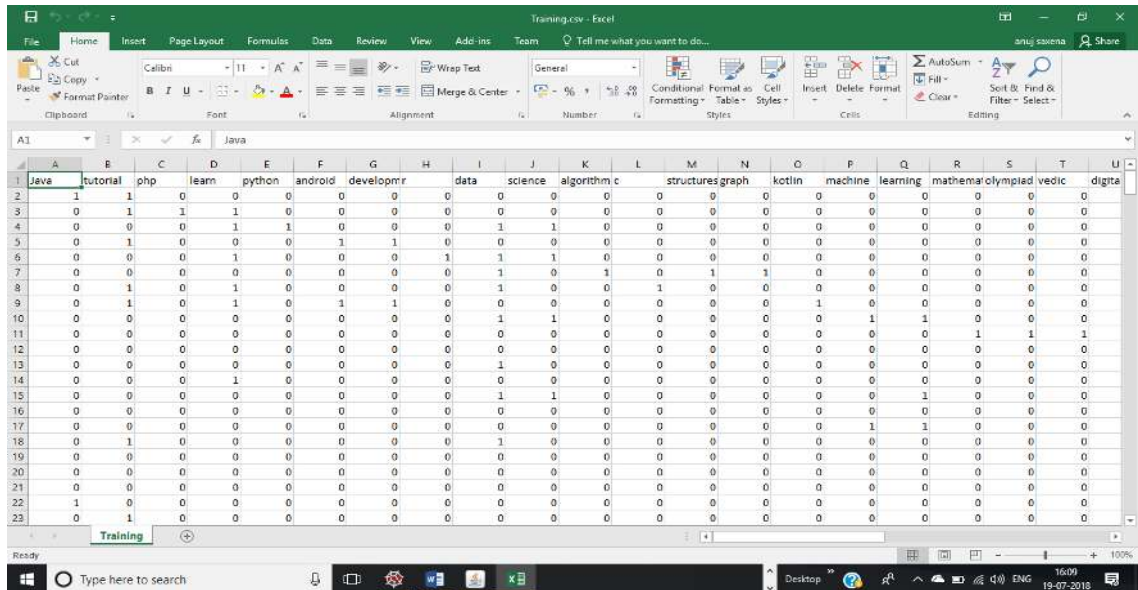 Training.csv - Excel
File Home Insert Page Layout Formulas Data Review View Add-ins Team Tell me what you want to do... anuj saxena Share
Cut Calibri 11 Wrap Text General AutoSum
Copy Fill
Paste Format Painter B I U Merge & Center % Conditional Formatting Format as Table Cell Styles Insert Delete Format Clear Sort & Filter Find & Select
Clipboard Font Alignment Number Styles Cells Editing
A1 fx Java
A B C D E F G H I J K L M N O P Q R S T U
1 Java tutorial php learn python android developm r data science algorithm c structures graph kotlin machine learning mathemat olympiad vedic digita
2 1 1 0 0 0 0 0 0 0 0 0 0 0 0 0 0 0 0 0 0
3 0 1 1 1 0 0 0 0 0 0 0 0 0 0 0 0 0 0 0 0
4 0 0 0 1 1 0 0 0 1 1 0 0 0 0 0 0 0 0 0 0
5 0 1 0 0 0 1 1 0 0 0 0 0 0 0 0 0 0 0 0 0
6 0 0 0 1 0 0 0 1 1 1 0 0 0 0 0 0 0 0 0 0
7 0 0 0 0 0 0 0 0 1 0 1 0 1 1 0 0 0 0 0 0
8 0 1 0 1 0 0 0 0 1 0 0 1 0 0 0 0 0 0 0 0
9 0 1 0 1 0 1 1 0 0 0 0 0 0 0 1 0 0 0 0 0
10 0 0 0 0 0 0 0 0 1 1 0 0 0 0 0 1 1 0 0 0
11 0 0 0 0 0 0 0 0 0 0 0 0 0 0 0 0 0 1 1 1
12 0 0 0 0 0 0 0 0 0 0 0 0 0 0 0 0 0 0 0 0
13 0 0 0 0 0 0 0 0 1 0 0 0 0 0 0 0 0 0 0 0
14 0 0 0 1 0 0 0 0 0 0 0 0 0 0 0 0 0 0 0 0
15 0 0 0 0 0 0 0 0 1 1 0 0 0 0 0 0 1 0 0 0
16 0 0 0 0 0 0 0 0 0 0 0 0 0 0 0 0 0 0 0 0
17 0 0 0 0 0 0 0 0 0 0 0 0 0 0 0 1 1 0 0 0
18 0 1 0 0 0 0 0 0 1 0 0 0 0 0 0 0 0 0 0 0
19 0 0 0 0 0 0 0 0 0 0 0 0 0 0 0 0 0 0 0 0
20 0 0 0 0 0 0 0 0 0 0 0 0 0 0 0 0 0 0 0 0
21 0 0 0 0 0 0 0 0 0 0 0 0 0 0 0 0 0 0 0 0
22 1 0 0 0 0 0 0 0 0 0 0 0 0 0 0 0 0 0 0 0
23 0 1 0 0 0 0 0 0 0 0 0 0 0 0 0 0 0 0 0 0
Training
Ready 100%
Type here to search Desktop ENG 16:09
19-07-2018